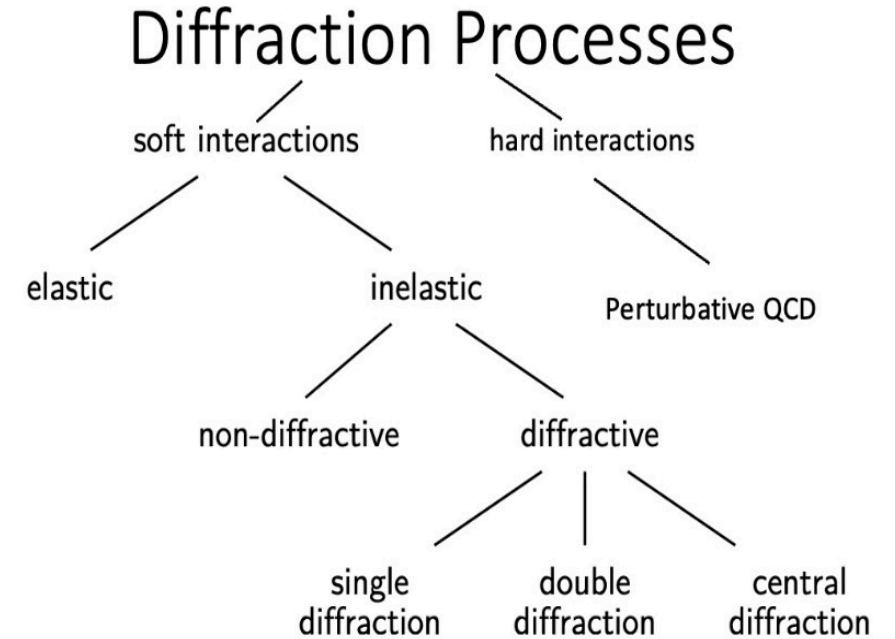 Diffraction Processes
soft interactions
hard interactions
elastic
inelastic
Perturbative QCD
non-diffractive
diffractive
single
diffraction
double
diffraction
central
diffraction